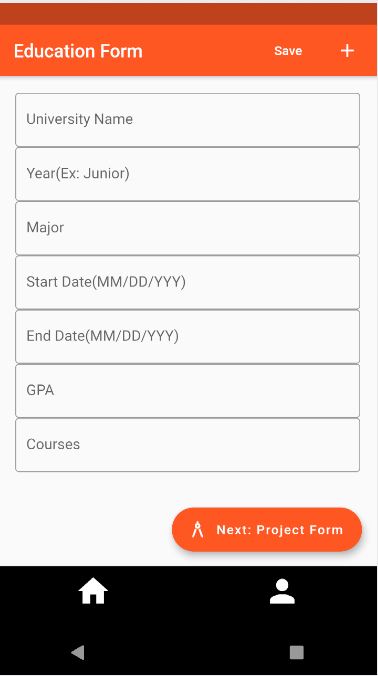 Education Form
Save
University Name
Year(Ex: Junior)
Major
Start Date(MM/DD/YYY)
End Date(MM/DD/YYY)
GPA
Courses
Next: Project Form